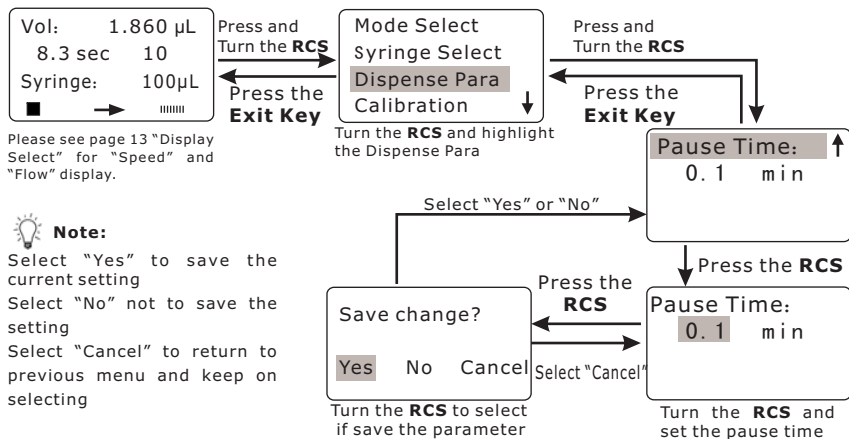 Vol: 1.860 µL
8.3 sec 10
Syringe: 100µL
Please see page 13 “Display
Select” for “Speed” and
“Flow” display.
Press and
Turn the RCS
Press the
Exit Key
Mode Select
Syringe Select
Dispense Para
Calibration
Turn the RCS and highlight
the Dispense Para
Press and
Turn the RCS
Press the
Exit Key
Pause Time:
0.1 min
Press the RCS
Pause Time:
0.1 min
Turn the RCS and
set the pause time
Press the
RCS
Select “Cancel”
Save change?
Yes No Cancel
Turn the RCS to select
if save the parameter
Select “Yes” or “No”
Note:
Select “Yes” to save the
current setting
Select “No” not to save the
setting
Select “Cancel” to return to
previous menu and keep on
selecting